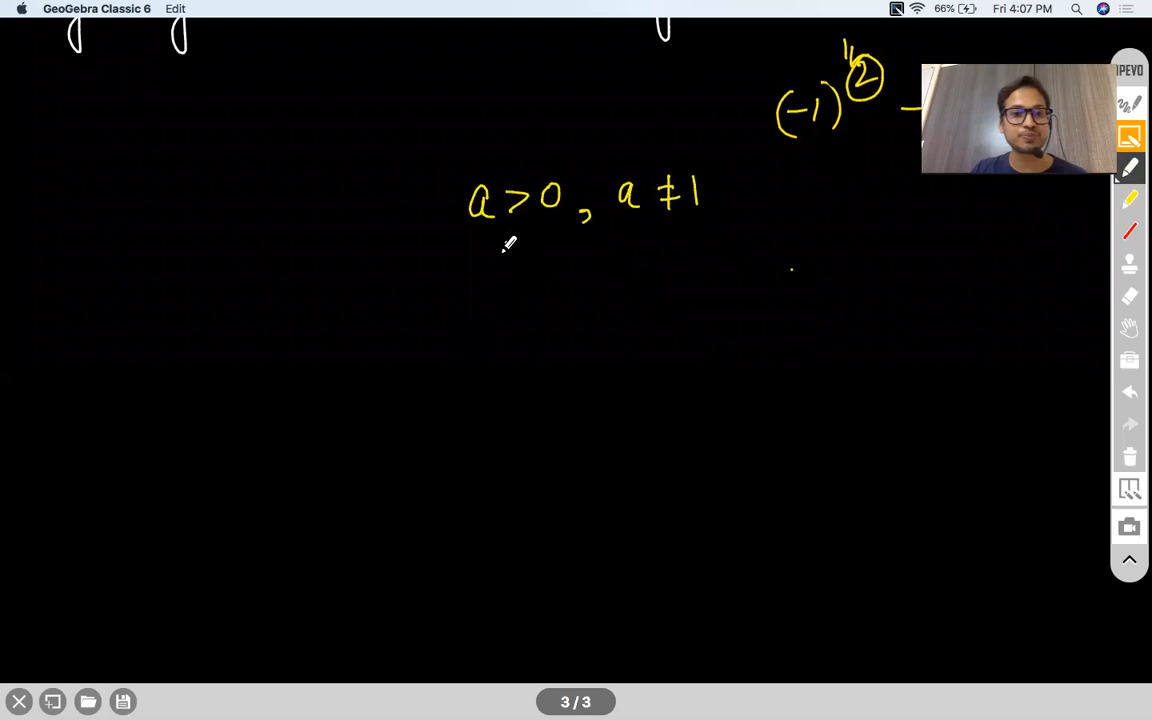 GeoGebra Classic 6 Edit 66% Fri 4:07 PM
(-1)^1/2 -
IPEVO
a > 0 , a ≠ 1
3 / 3